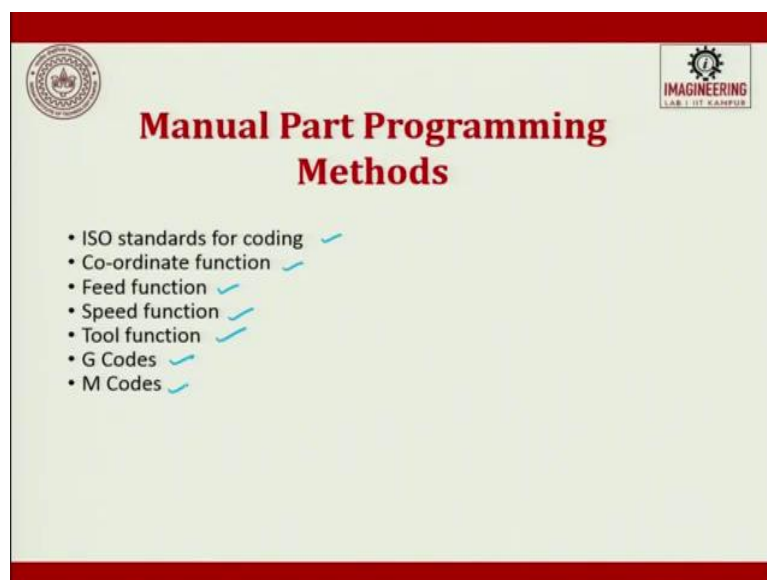 IMAGINEERING
LAB | IIT KANPUR
Manual Part Programming
Methods
• ISO standards for coding
• Co-ordinate function
• Feed function
• Speed function
• Tool function
• G Codes
• M Codes